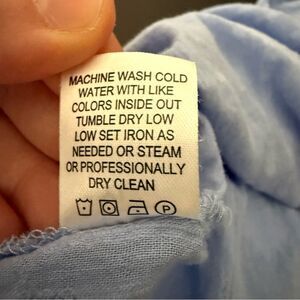 MACHINE WASH COLD
WATER WITH LIKE
COLORS INSIDE OUT
TUMBLE DRY LOW
LOW SET IRON AS
NEEDED OR STEAM
OR PROFESSIONALLY
DRY CLEAN
P